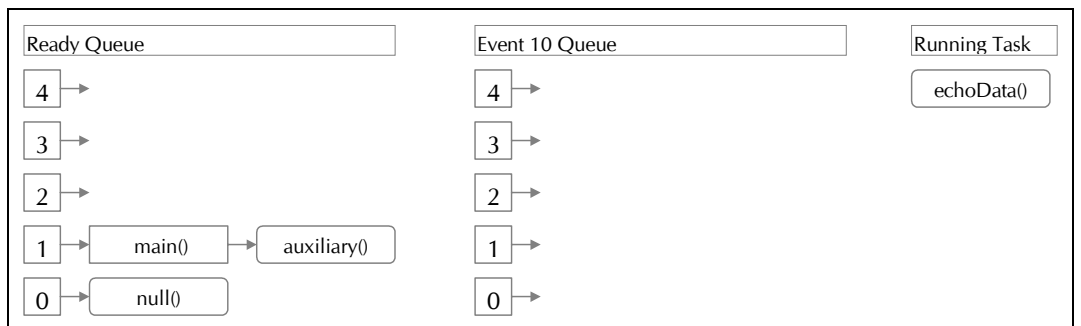 Ready Queue Event 10 Queue Running Task
4 4 echoData()
3 3
2 2
1 main() auxiliary() 1
0 null() 0